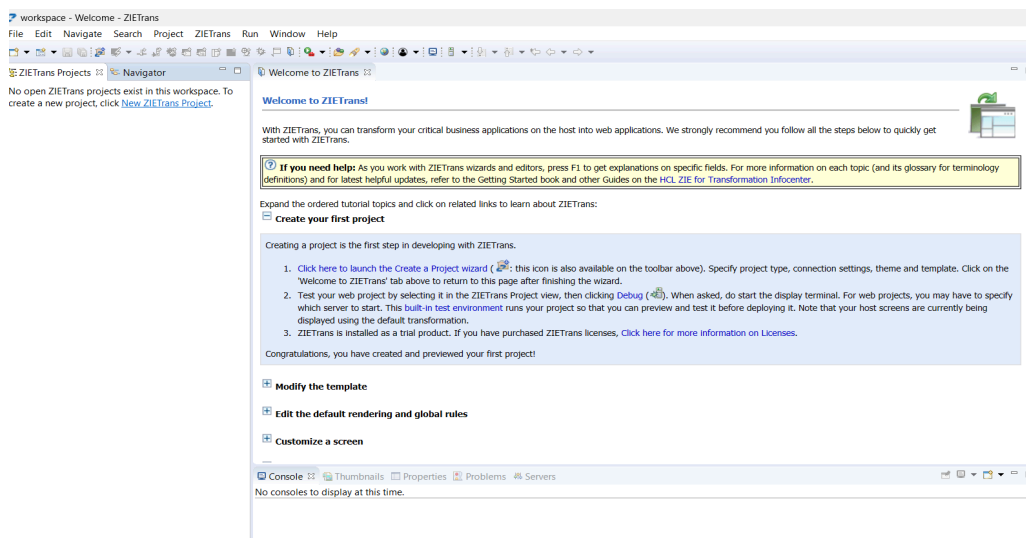 workspace - Welcome - ZIETrans
File Edit Navigate Search Project ZIETrans Run Window Help
ZIETrans Projects Navigator
No open ZIETrans projects exist in this workspace. To
create a new project, click New ZIETrans Project.
Welcome to ZIETrans
Welcome to ZIETrans!
With ZIETrans, you can transform your critical business applications on the host into web applications. We strongly recommend you follow all the steps below to quickly get
started with ZIETrans.
If you need help: As you work with ZIETrans wizards and editors, press F1 to get explanations on specific fields. For more information on each topic (and its glossary for terminology
definitions) and for latest helpful updates, refer to the Getting Started book and other Guides on the HCL ZIE for Transformation Infocenter.
Expand the ordered tutorial topics and click on related links to learn about ZIETrans:
Create your first project
Creating a project is the first step in developing with ZIETrans.
1. Click here to launch the Create a Project wizard ( : this icon is also available on the toolbar above). Specify project type, connection settings, theme and template. Click on the
'Welcome to ZIETrans' tab above to return to this page after finishing the wizard.
2. Test your web project by selecting it in the ZIETrans Project view, then clicking Debug ( ). When asked, do start the display terminal. For web projects, you may have to specify
which server to start. This built-in test environment runs your project so that you can preview and test it before deploying it. Note that your host screens are currently being
displayed using the default transformation.
3. ZIETrans is installed as a trial product. If you have purchased ZIETrans licenses, Click here for more information on Licenses.
Congratulations, you have created and previewed your first project!
Modify the template
Edit the default rendering and global rules
Customize a screen
Console Thumbnails Properties Problems Servers
No consoles to display at this time.